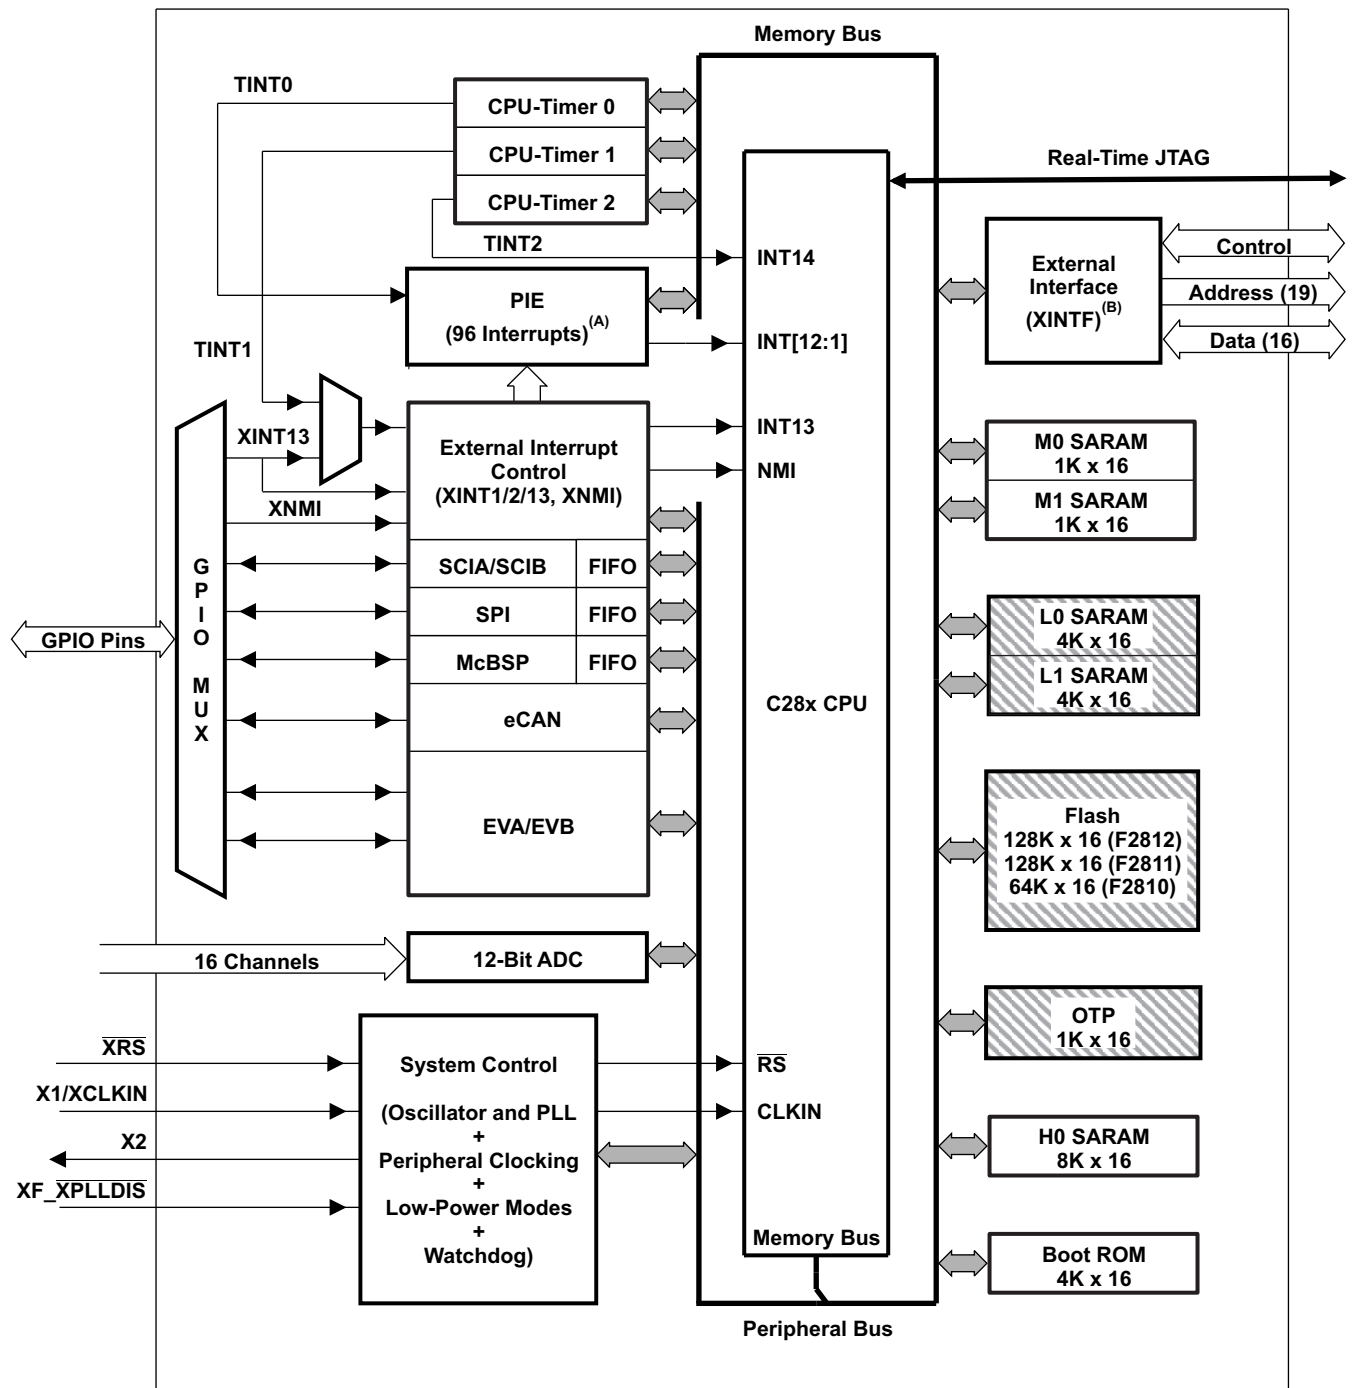 Memory Bus
TINT0
CPU-Timer 0
CPU-Timer 1
CPU-Timer 2
TINT2
Real-Time JTAG
INT14
PIE
(96 Interrupts)(A)
INT[12:1]
External
Interface
(XINTF)(B)
Control
Address (19)
Data (16)
TINT1
XINT13
XNMI
External Interrupt
Control
(XINT1/2/13, XNMI)
INT13
NMI
M0 SARAM
1K x 16
M1 SARAM
1K x 16
GPIO Pins
GPIO MUX
SCIA/SCIB
FIFO
SPI
FIFO
McBSP
FIFO
eCAN
EVA/EVB
C28x CPU
L0 SARAM
4K x 16
L1 SARAM
4K x 16
Flash
128K x 16 (F2812)
128K x 16 (F2811)
64K x 16 (F2810)
16 Channels
12-Bit ADC
OTP
1K x 16
XRS
X1/XCLKIN
X2
XF_XPLLDIS
System Control
(Oscillator and PLL
+
Peripheral Clocking
+
Low-Power Modes
+
Watchdog)
RS
CLKIN
Memory Bus
H0 SARAM
8K x 16
Boot ROM
4K x 16
Peripheral Bus